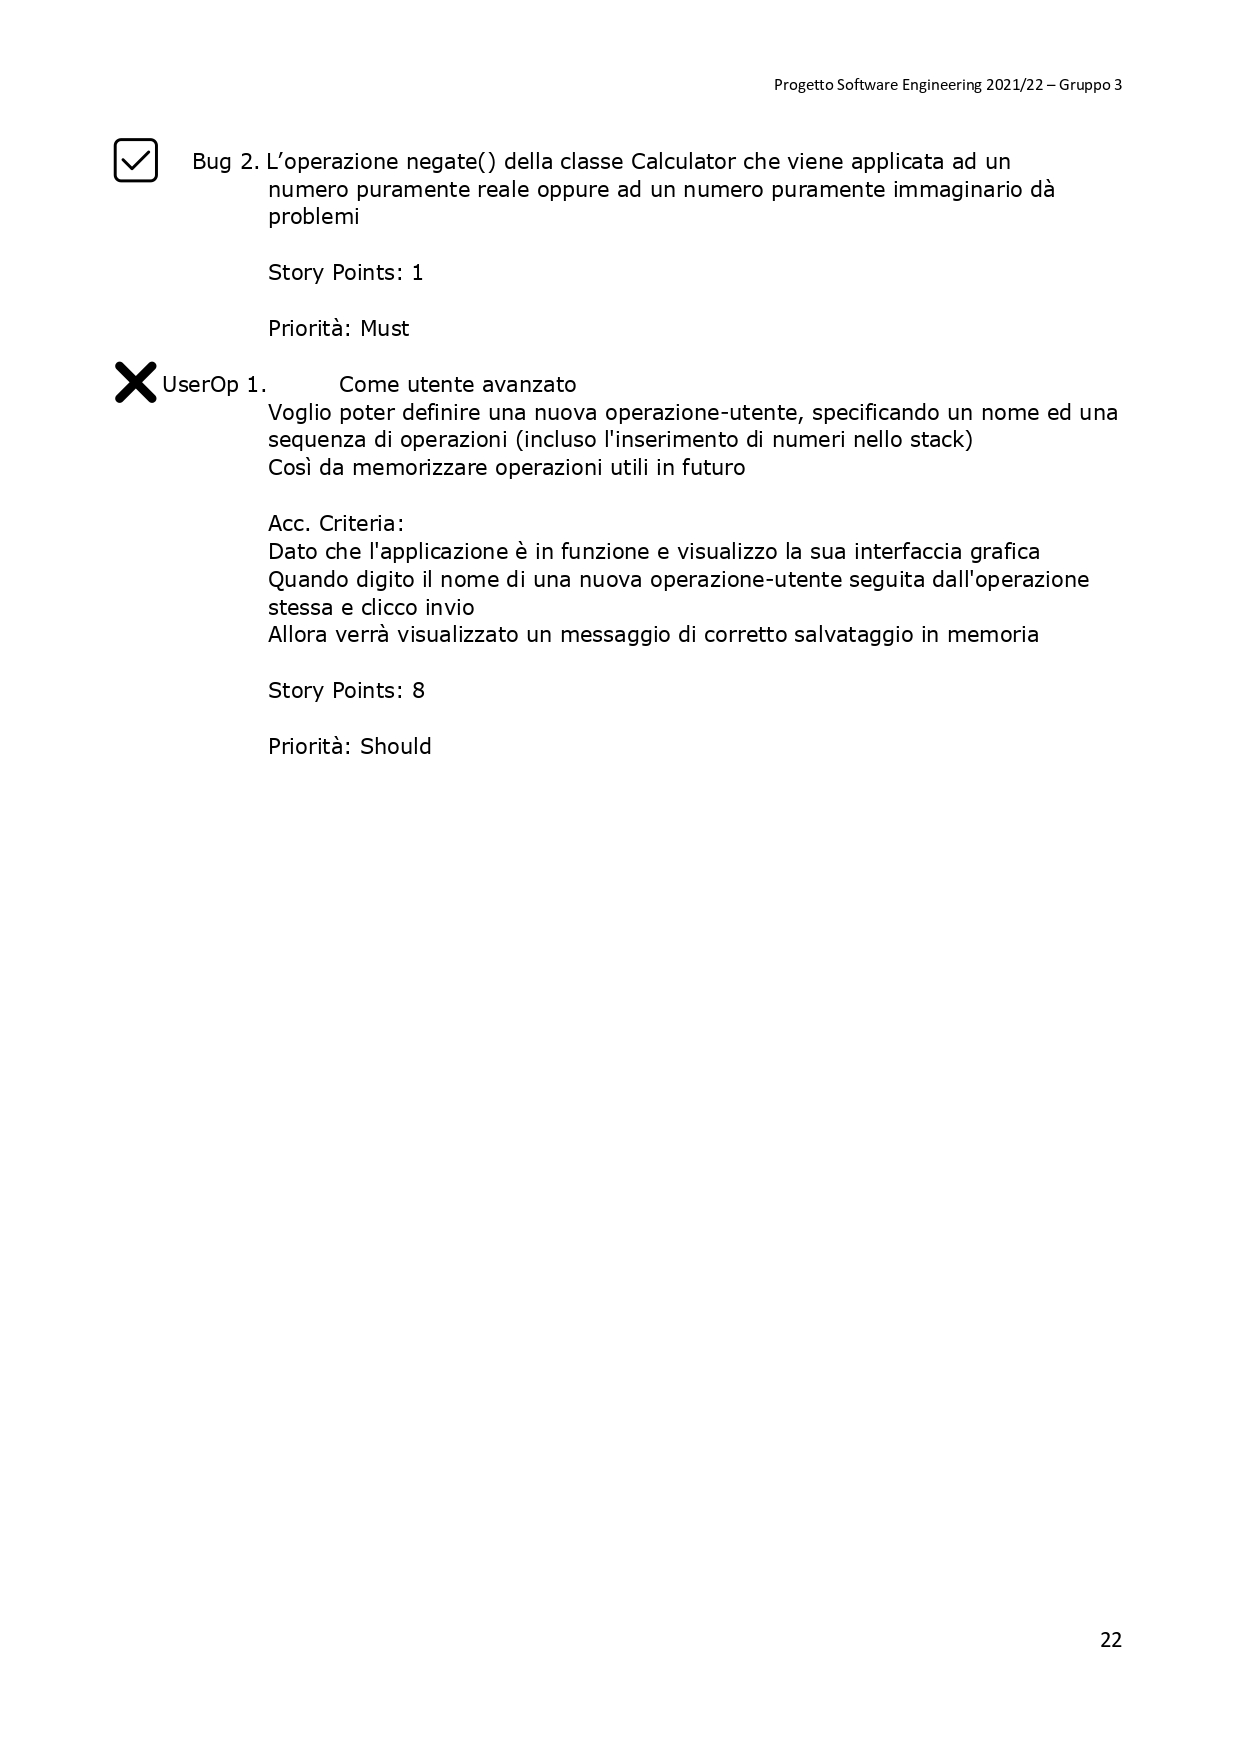 Progetto Software Engineering 2021/22 – Gruppo 3
Bug 2. L’operazione negate() della classe Calculator che viene applicata ad un
numero puramente reale oppure ad un numero puramente immaginario dà
problemi
Story Points: 1
Priorità: Must
UserOp 1. Come utente avanzato
Voglio poter definire una nuova operazione-utente, specificando un nome ed una
sequenza di operazioni (incluso l'inserimento di numeri nello stack)
Così da memorizzare operazioni utili in futuro
Acc. Criteria:
Dato che l'applicazione è in funzione e visualizzo la sua interfaccia grafica
Quando digito il nome di una nuova operazione-utente seguita dall'operazione
stessa e clicco invio
Allora verrà visualizzato un messaggio di corretto salvataggio in memoria
Story Points: 8
Priorità: Should
22